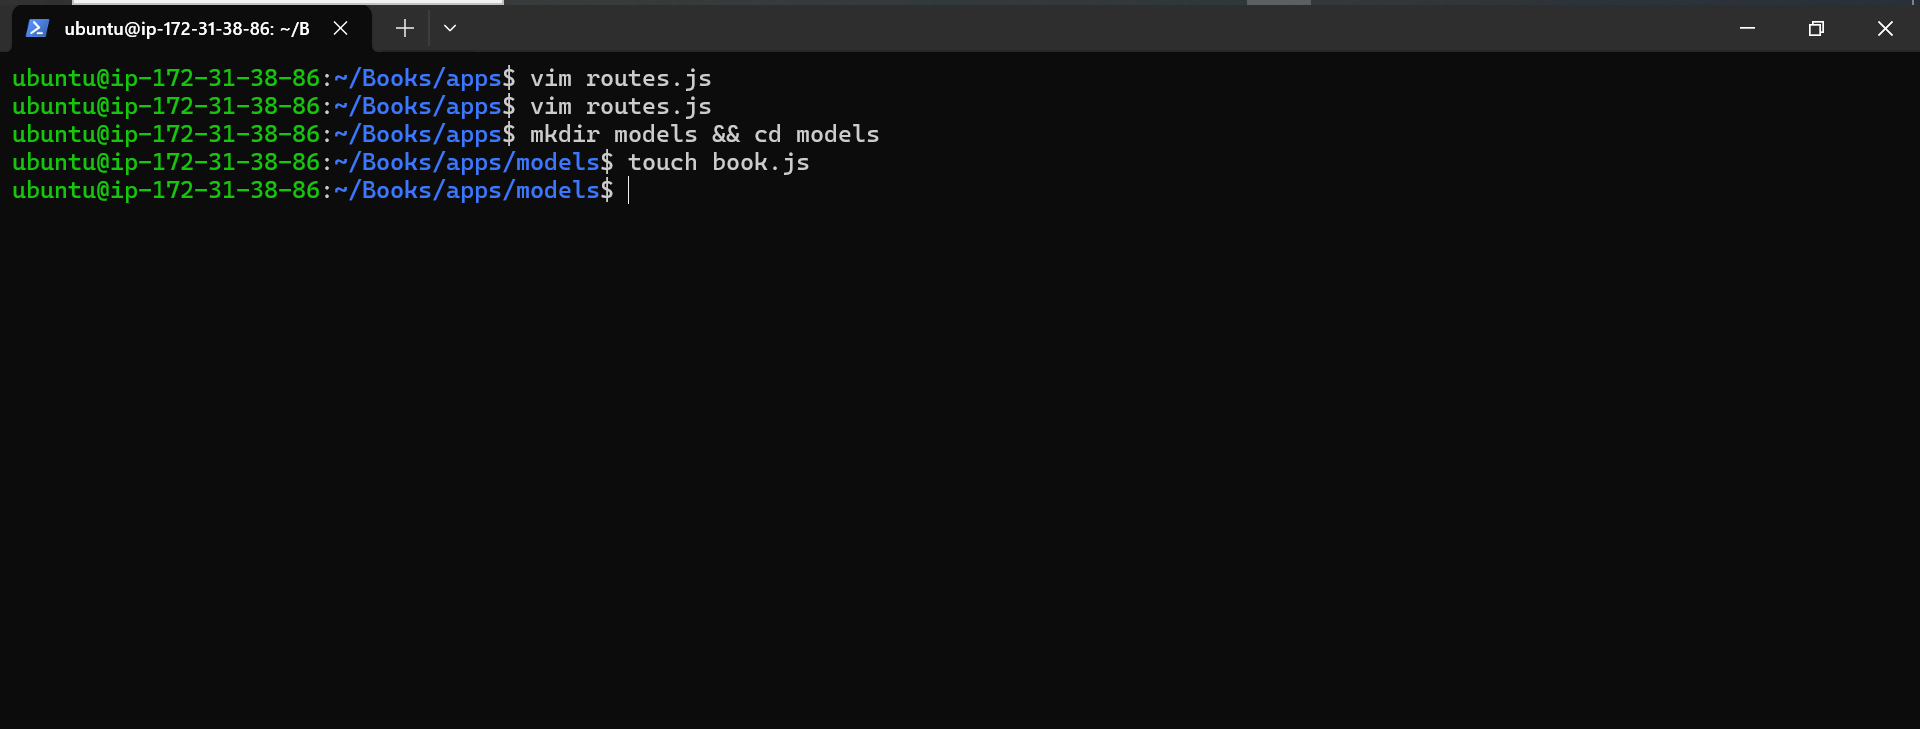 ubuntu@ip-172-31-38-86: ~/B
ubuntu@ip-172-31-38-86:~/Books/apps$ vim routes.js
ubuntu@ip-172-31-38-86:~/Books/apps$ vim routes.js
ubuntu@ip-172-31-38-86:~/Books/apps$ mkdir models && cd models
ubuntu@ip-172-31-38-86:~/Books/apps/models$ touch book.js
ubuntu@ip-172-31-38-86:~/Books/apps/models$